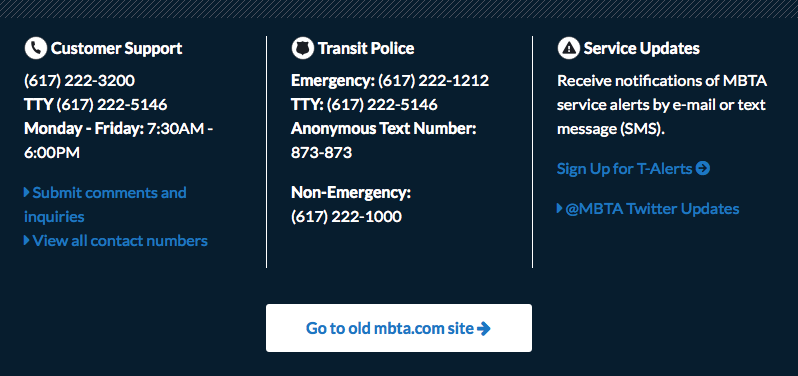 Customer Support
(617) 222-3200
TTY (617) 222-5146
Monday - Friday: 7:30AM -
6:00PM
Submit comments and
inquiries
View all contact numbers
Transit Police
Emergency: (617) 222-1212
TTY: (617) 222-5146
Anonymous Text Number:
873-873
Non-Emergency:
(617) 222-1000
Service Updates
Receive notifications of MBTA
service alerts by e-mail or text
message (SMS).
Sign Up for T-Alerts
@MBTA Twitter Updates
Go to old mbta.com site